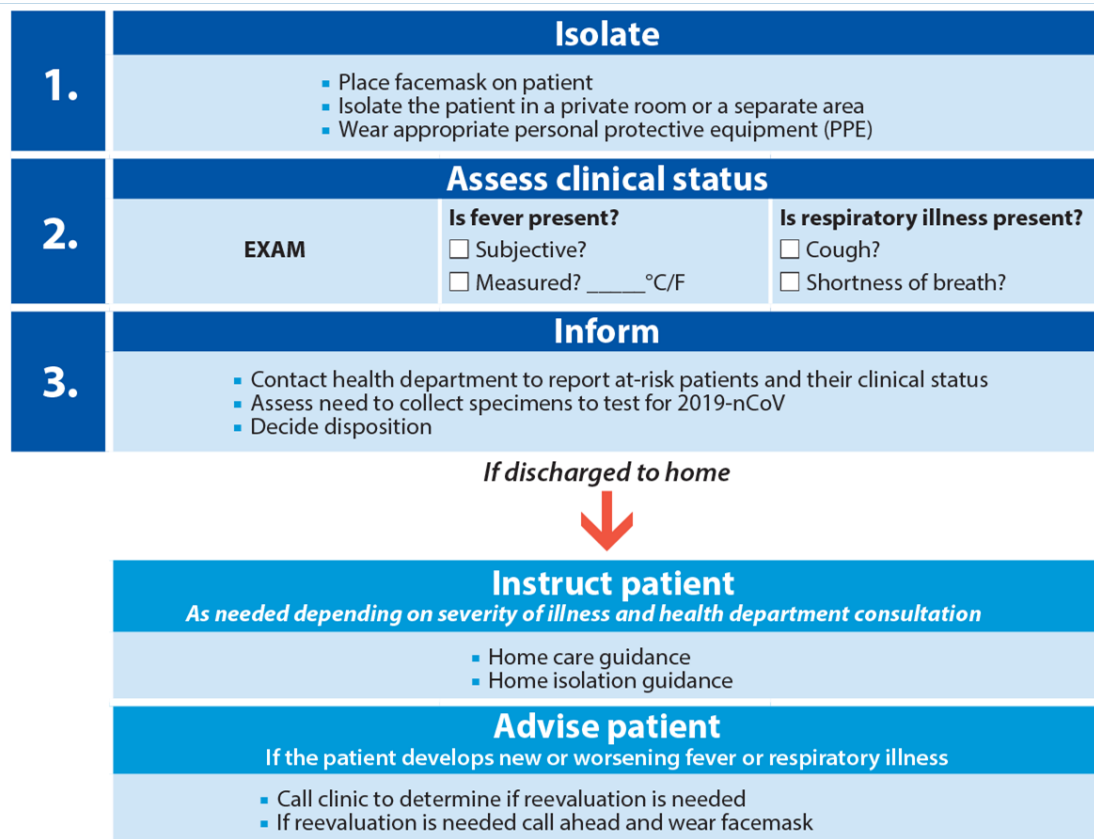 1.
Isolate
▪ Place facemask on patient
▪ Isolate the patient in a private room or a separate area
▪ Wear appropriate personal protective equipment (PPE)
2.
Assess clinical status
EXAM
Is fever present?
☐ Subjective?
☐ Measured? _____°C/F
Is respiratory illness present?
☐ Cough?
☐ Shortness of breath?
3.
Inform
▪ Contact health department to report at-risk patients and their clinical status
▪ Assess need to collect specimens to test for 2019-nCoV
▪ Decide disposition
If discharged to home
Instruct patient
As needed depending on severity of illness and health department consultation
▪ Home care guidance
▪ Home isolation guidance
Advise patient
If the patient develops new or worsening fever or respiratory illness
▪ Call clinic to determine if reevaluation is needed
▪ If reevaluation is needed call ahead and wear facemask